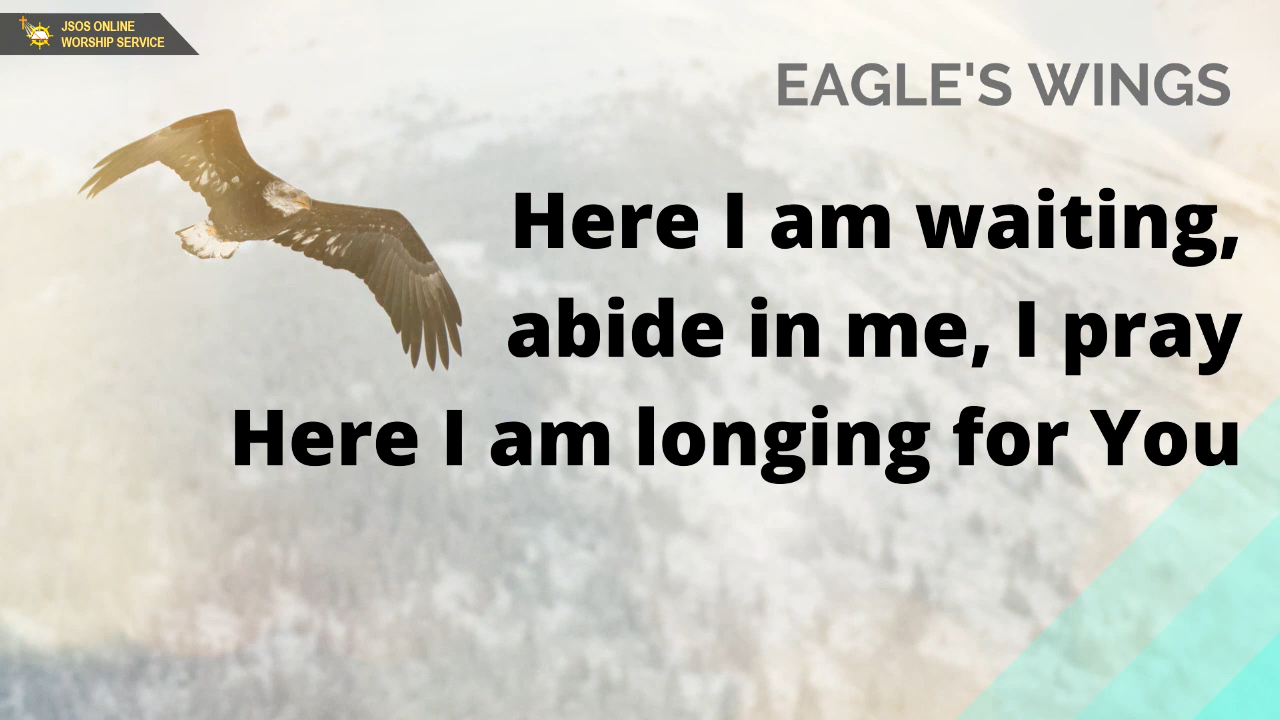 JSOS ONLINE
WORSHIP SERVICE
EAGLE'S WINGS
Here I am waiting,
abide in me, I pray
Here I am longing for You